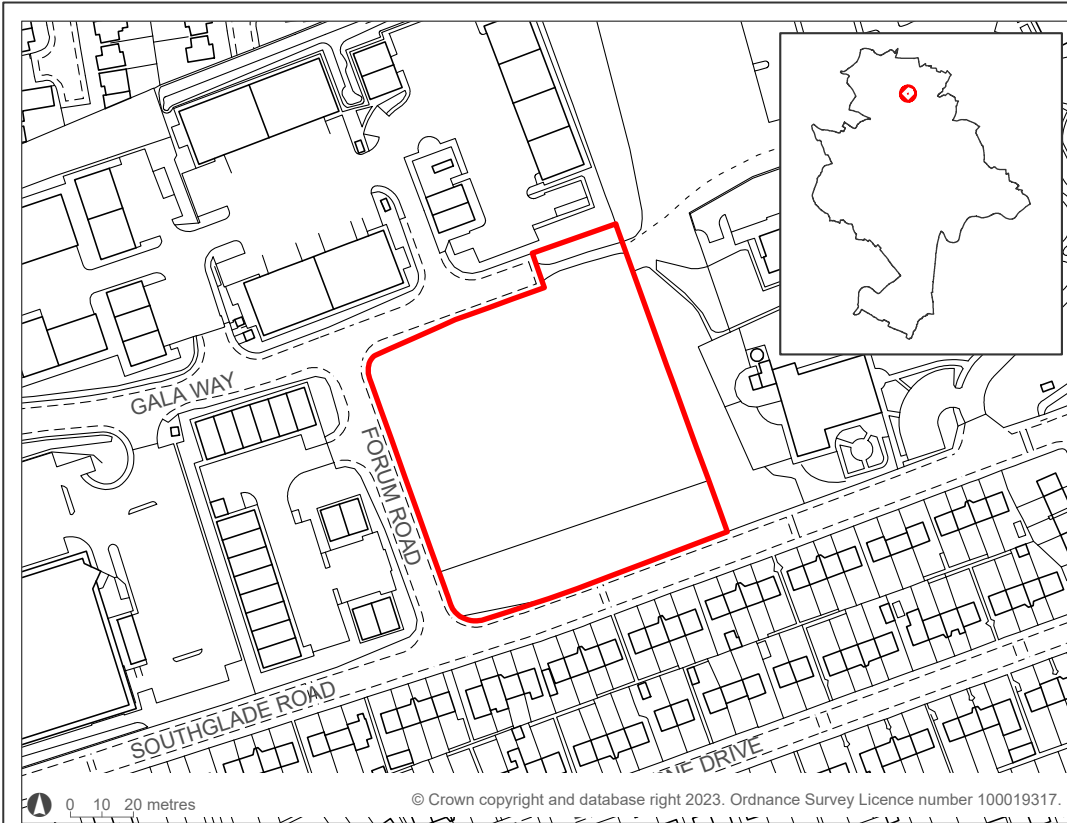 GALA WAY
FORUM ROAD
SOUTHGLADE ROAD
DRIVE
0 10 20 metres
© Crown copyright and database right 2023. Ordnance Survey Licence number 100019317.